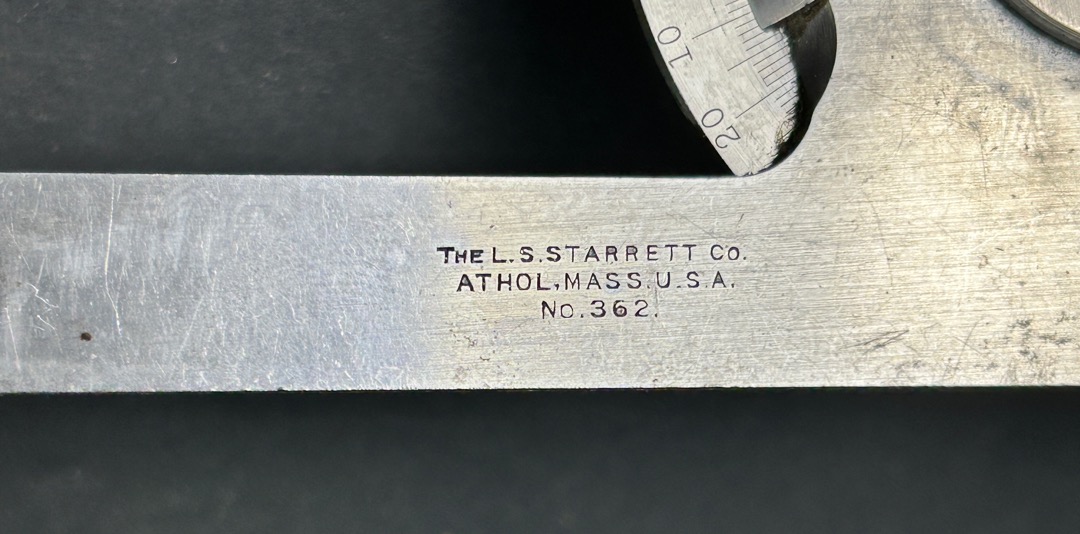 10
20
THE L.S. STARRETT CO.
ATHOL, MASS. U.S.A.
No. 362.